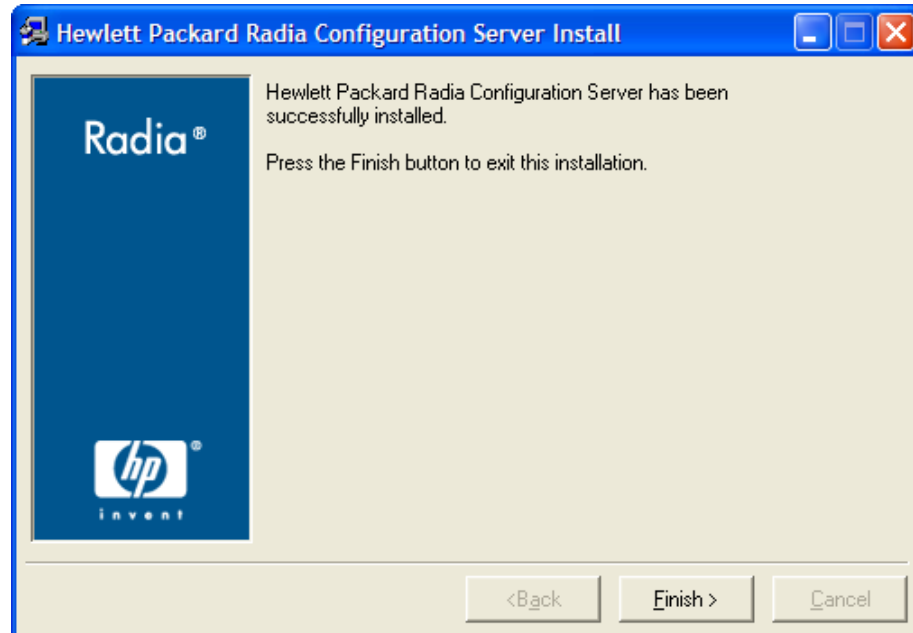 Hewlett Packard Radia Configuration Server Install
Radia®
Hewlett Packard Radia Configuration Server has been
successfully installed.
Press the Finish button to exit this installation.
hp®
invent
<Back
Finish >
Cancel